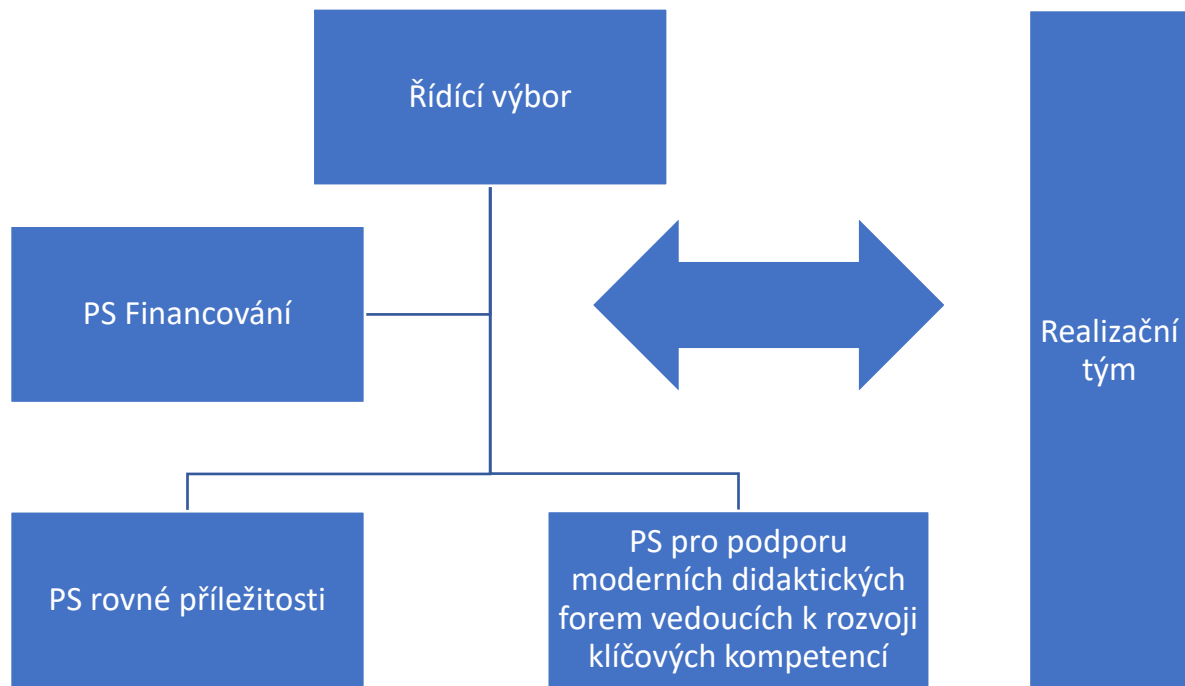 Řídící výbor
PS Financování
Realizační
tým
PS rovné příležitosti
PS pro podporu
moderních didaktických
forem vedoucích k rozvoji
klíčových kompetencí